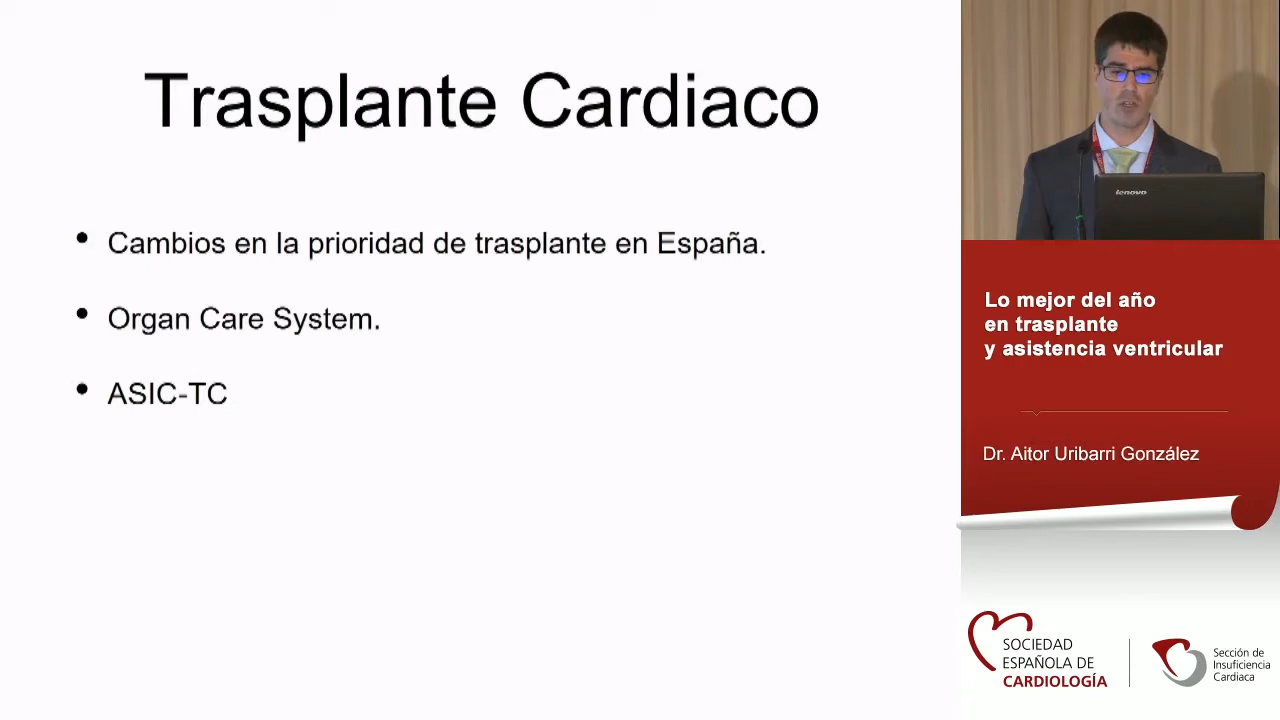 Trasplante Cardiaco
• Cambios en la prioridad de trasplante en España.
• Organ Care System.
• ASIC-TC
lenovo
Lo mejor del año
en trasplante
y asistencia ventricular
Dr. Aitor Uribarri González
SOCIEDAD
ESPAÑOLA DE
CARDIOLOGÍA
Sección de
Insuficiencia
Cardiaca